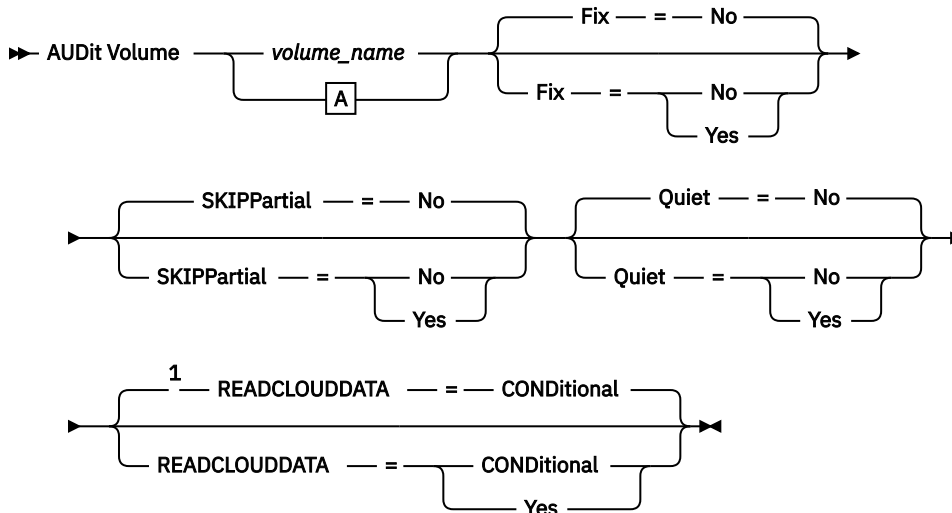 Fix = No
AUDit Volume volume_name
A
Fix = No
Yes
SKIPPartial = No
Quiet = No
SKIPPartial = No
Yes
Quiet = No
Yes
1
READCLOUDDATA = CONDitional
READCLOUDDATA = CONDitional
Yes